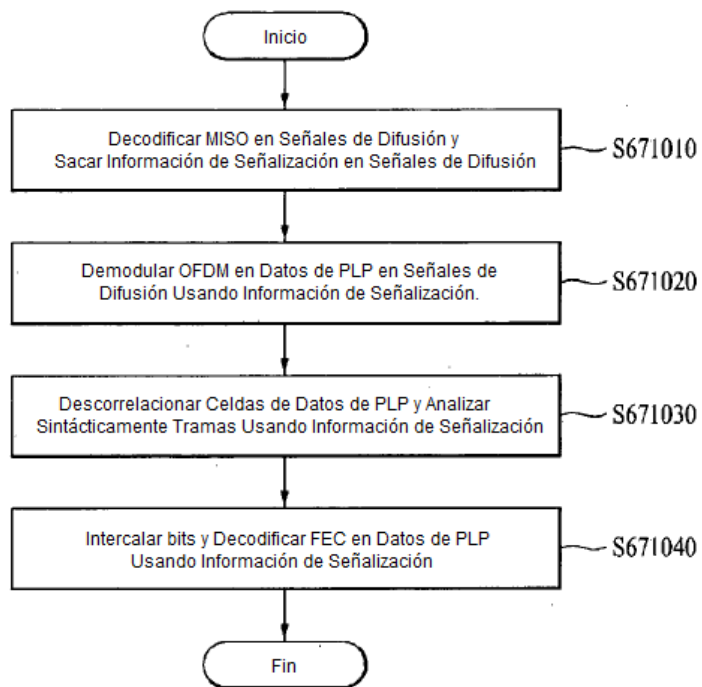 Inicio
Decodificar MISO en Señales de Difusión y
Sacar Información de Señalización en Señales de Difusión
S671010
Demodular OFDM en Datos de PLP en Señales de
Difusión Usando Información de Señalización.
S671020
Descorrelacionar Celdas de Datos de PLP y Analizar
Sintácticamente Tramas Usando Información de Señalización
S671030
Intercalar bits y Decodificar FEC en Datos de PLP
Usando Información de Señalización
S671040
Fin